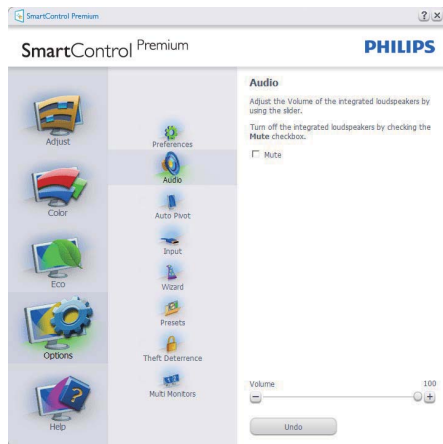 SmartControl Premium
? ×
SmartControl Premium
PHILIPS
Adjust
Color
Eco
Options
Help
Preferences
Audio
Auto Pivot
Input
Wizard
Presets
Theft Deterrence
Multi Monitors
Audio
Adjust the Volume of the integrated loudspeakers by
using the slider.
Turn off the integrated loudspeakers by checking the
Mute checkbox.
Mute
Volume 100
Undo